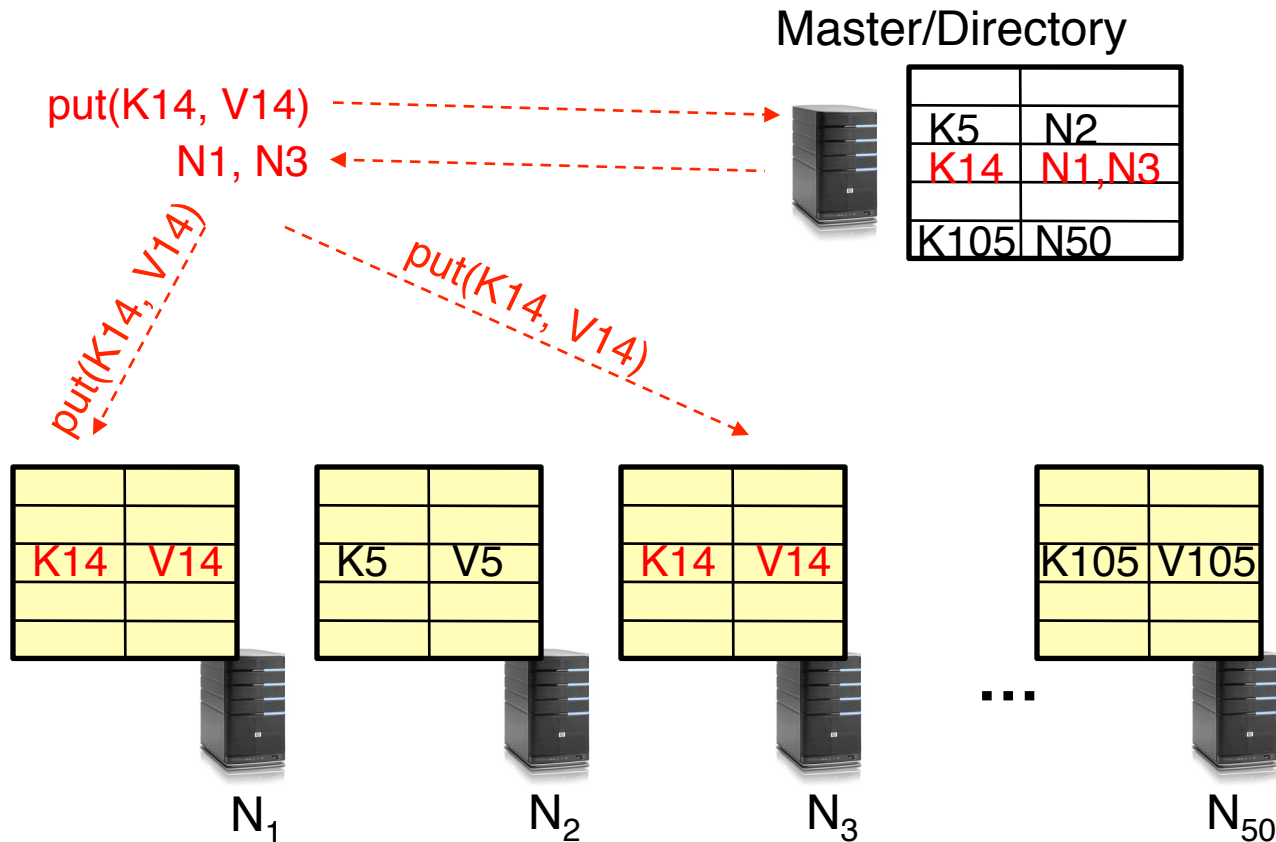 Master/Directory
put(K14, V14)
N1, N3
K5 N2
K14 N1,N3
K105 N50
put(K14, V14)
put(K14, V14)
K14 V14
K5 V5
K14 V14
K105 V105
...
N1
N2
N3
N50